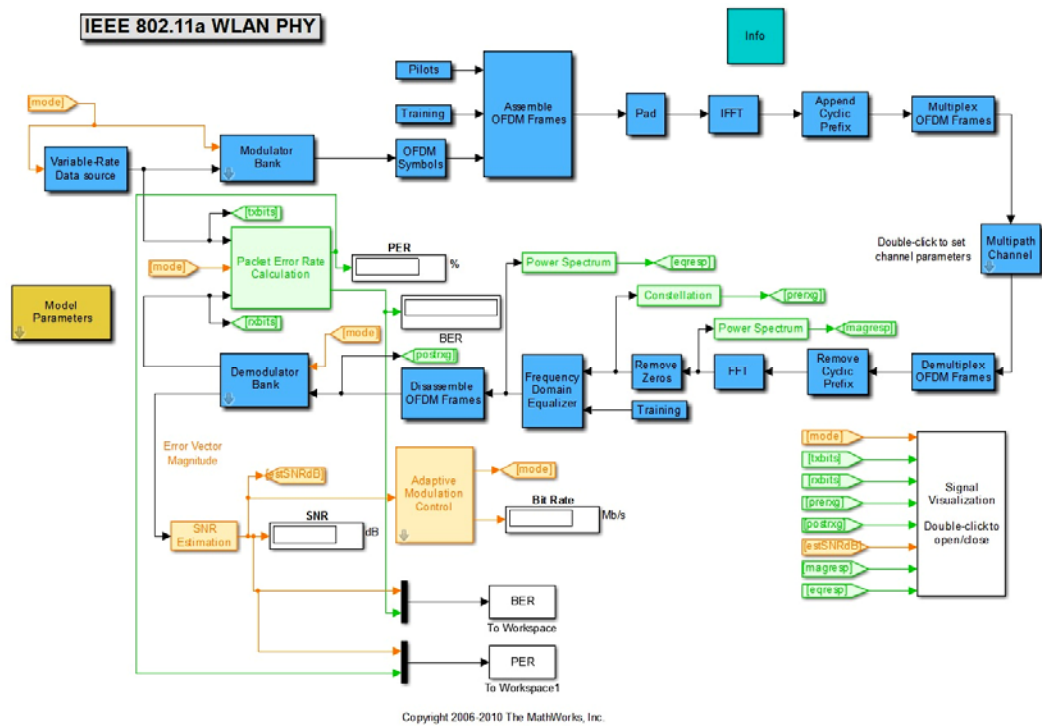 IEEE 802.11a WLAN PHY
Info
[mode]
Pilots
Training
Assemble
OFDM Frames
Pad
IFFT
Append
Cyclic
Prefix
Multiplex
OFDM Frames
Variable-Rate
Data source
Modulator
Bank
OFDM
Symbols
[txbits]
Packet Error Rate
Calculation
[mode]
[rxbits]
PER
%
BER
Double-click to set
channel parameters
Multipath
Channel
Power Spectrum
[eqresp]
Constellation
[prerxg]
Power Spectrum
[magresp]
Model
Parameters
[mode]
[postrxg]
Demodulator
Bank
Disassemble
OFDM Frames
Frequency
Domain
Equalizer
Remove
Zeros
FFT
Remove
Cyclic
Prefix
Demultiplex
OFDM Frames
Training
Error Vector
Magnitude
[estSNRdB]
SNR
Estimation
SNR
dB
Adaptive
Modulation
Control
[mode]
Bit Rate
Mb/s
[mode]
[txbits]
[rxbits]
[prerxg]
[postrxg]
[estSNRdB]
[magresp]
[eqresp]
Signal
Visualization
Double-click to
open/close
BER
To Workspace
PER
To Workspace1
Copyright 2006-2010 The MathWorks, Inc.